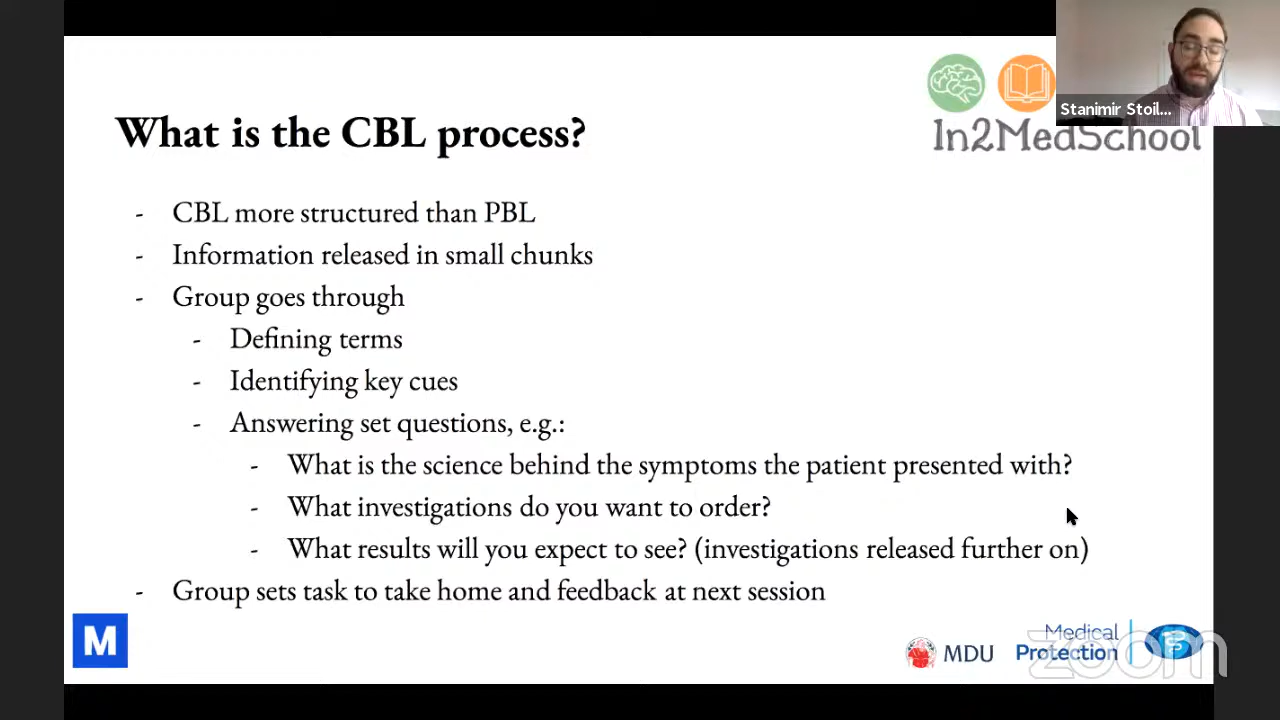 What is the CBL process?
In2MedSchool
Stanimir Stoil...
- CBL more structured than PBL
- Information released in small chunks
- Group goes through
- Defining terms
- Identifying key cues
- Answering set questions, e.g.:
- What is the science behind the symptoms the patient presented with?
- What investigations do you want to order?
- What results will you expect to see? (investigations released further on)
- Group sets task to take home and feedback at next session
M
MDU
Medical
Protection
zoom